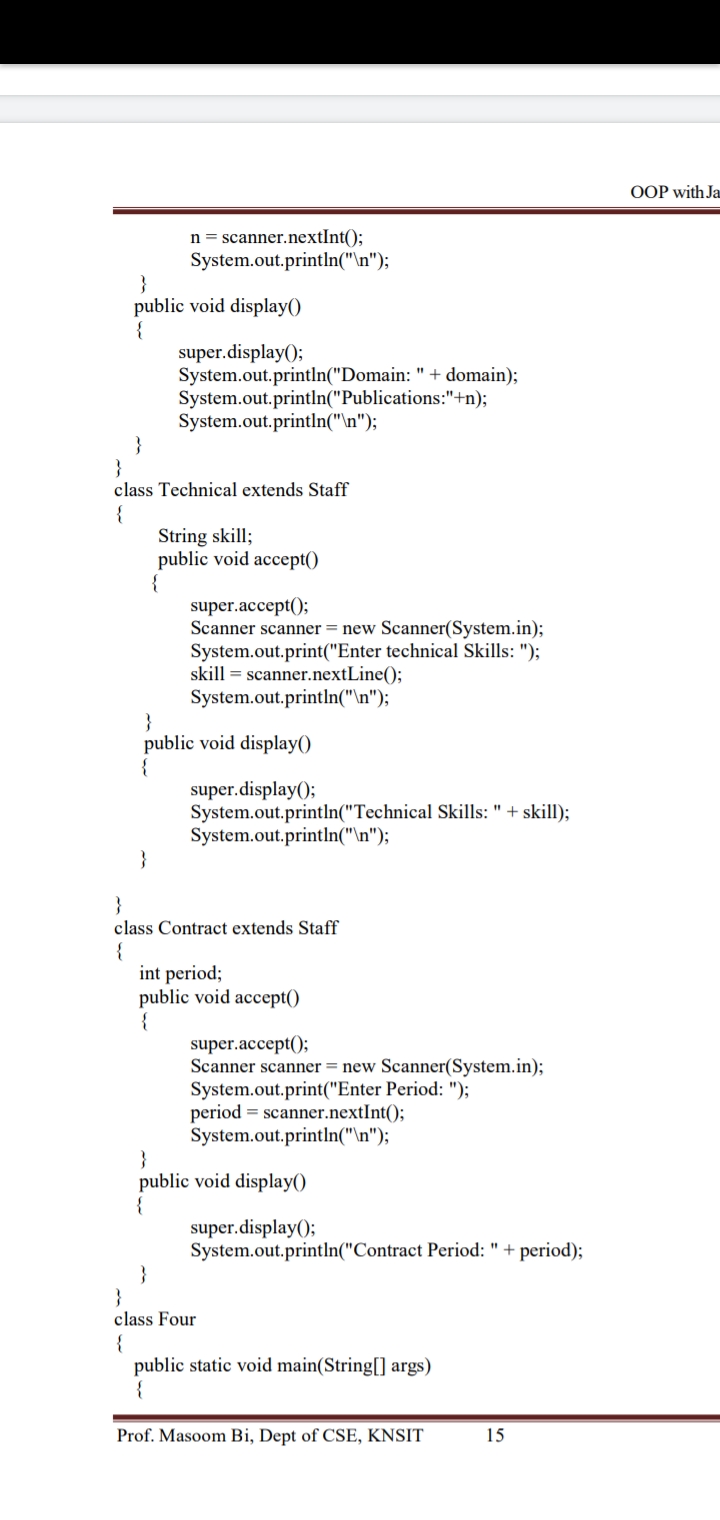 OOP with Ja
n = scanner.nextInt();
System.out.println("\n");
}
public void display()
{
super.display();
System.out.println("Domain: " + domain);
System.out.println("Publications:"+n);
System.out.println("\n");
}
}
class Technical extends Staff
{
String skill;
public void accept()
{
super.accept();
Scanner scanner = new Scanner(System.in);
System.out.print("Enter technical Skills: ");
skill = scanner.nextLine();
System.out.println("\n");
}
public void display()
{
super.display();
System.out.println("Technical Skills: " + skill);
System.out.println("\n");
}
}
class Contract extends Staff
{
int period;
public void accept()
{
super.accept();
Scanner scanner = new Scanner(System.in);
System.out.print("Enter Period: ");
period = scanner.nextInt();
System.out.println("\n");
}
public void display()
{
super.display();
System.out.println("Contract Period: " + period);
}
}
class Four
{
public static void main(String[] args)
{
Prof. Masoom Bi, Dept of CSE, KNSIT 15